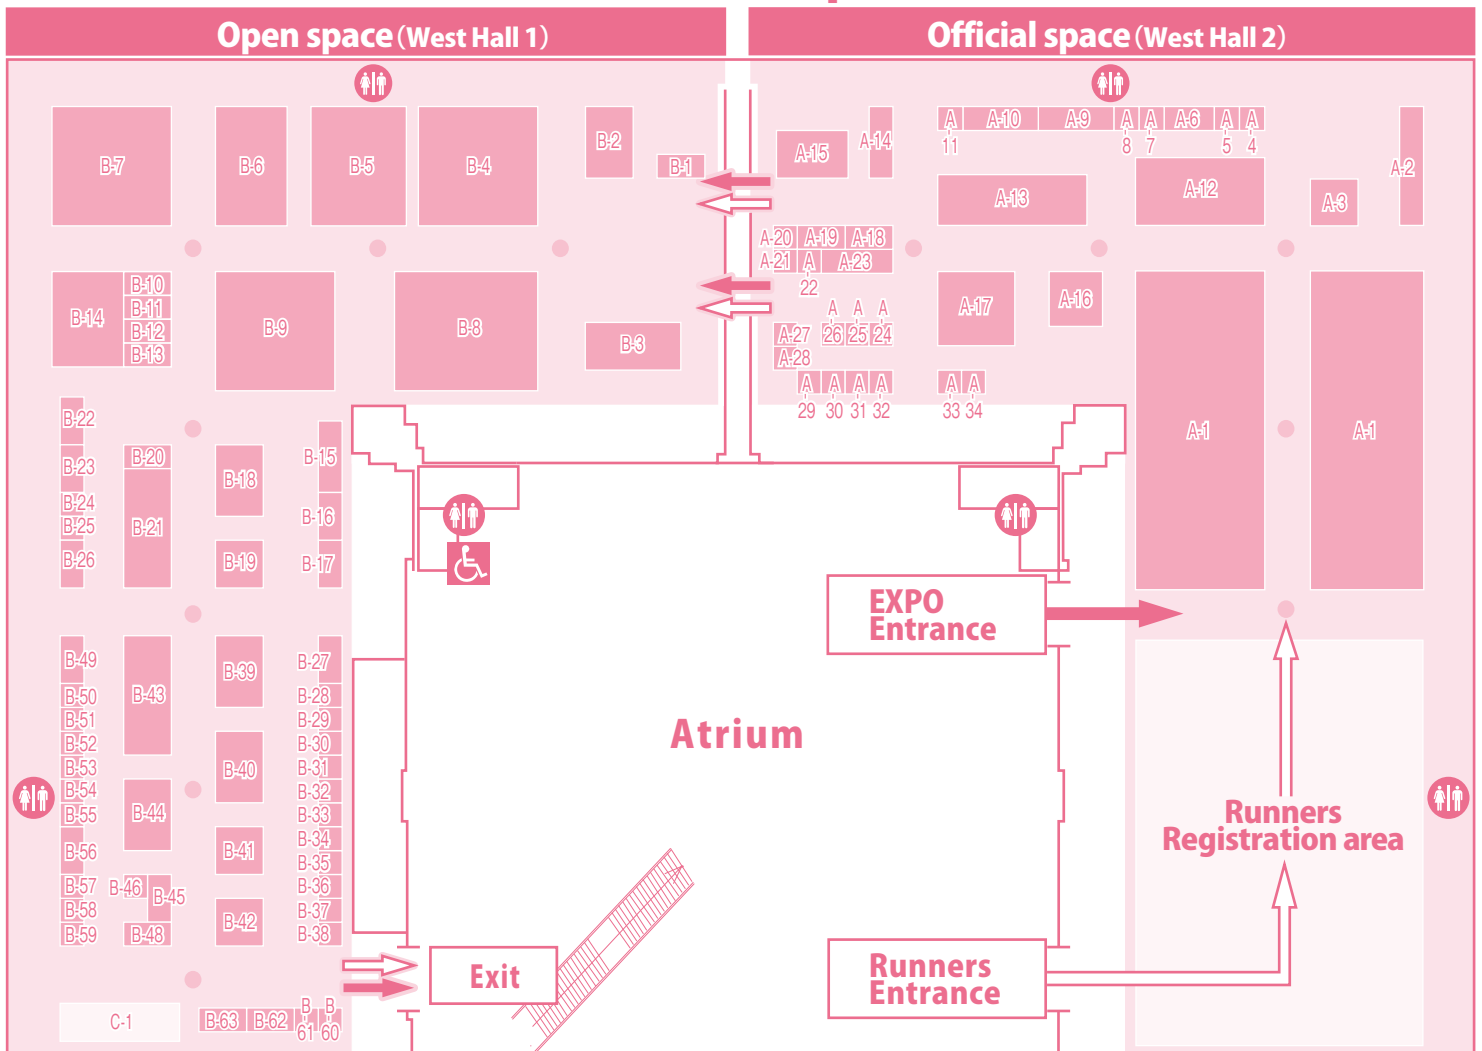 Open space (West Hall 1)
Official space (West Hall 2)
B-7
B-6
B-5
B-4
B-2
B-1
B-10
B-11
B-12
B-13
B-14
B-9
B-8
B-3
B-22
B-23
B-24
B-25
B-26
B-20
B-21
B-18
B-19
B-15
B-16
B-17
B-49
B-50
B-51
B-52
B-53
B-54
B-55
B-56
B-57
B-58
B-59
B-43
B-44
B-46
B-45
B-48
B-39
B-40
B-41
B-42
B-27
B-28
B-29
B-30
B-31
B-32
B-33
B-34
B-35
B-36
B-37
B-38
C-1
B-63
B-62
B
61
B
60
A-15
A-14
A
11
A-10
A-9
A
8
A
7
A-6
A
5
A
4
A-2
A-13
A-12
A-3
A-20
A-19
A-18
A-21
A
22
A-23
A-17
A-16
A
26
A
25
A
24
A-27
A-28
A
29
A
30
A
31
A
32
A
33
A
34
A-1
A-1
EXPO
Entrance
Atrium
Runners
Registration area
Exit
Runners
Entrance